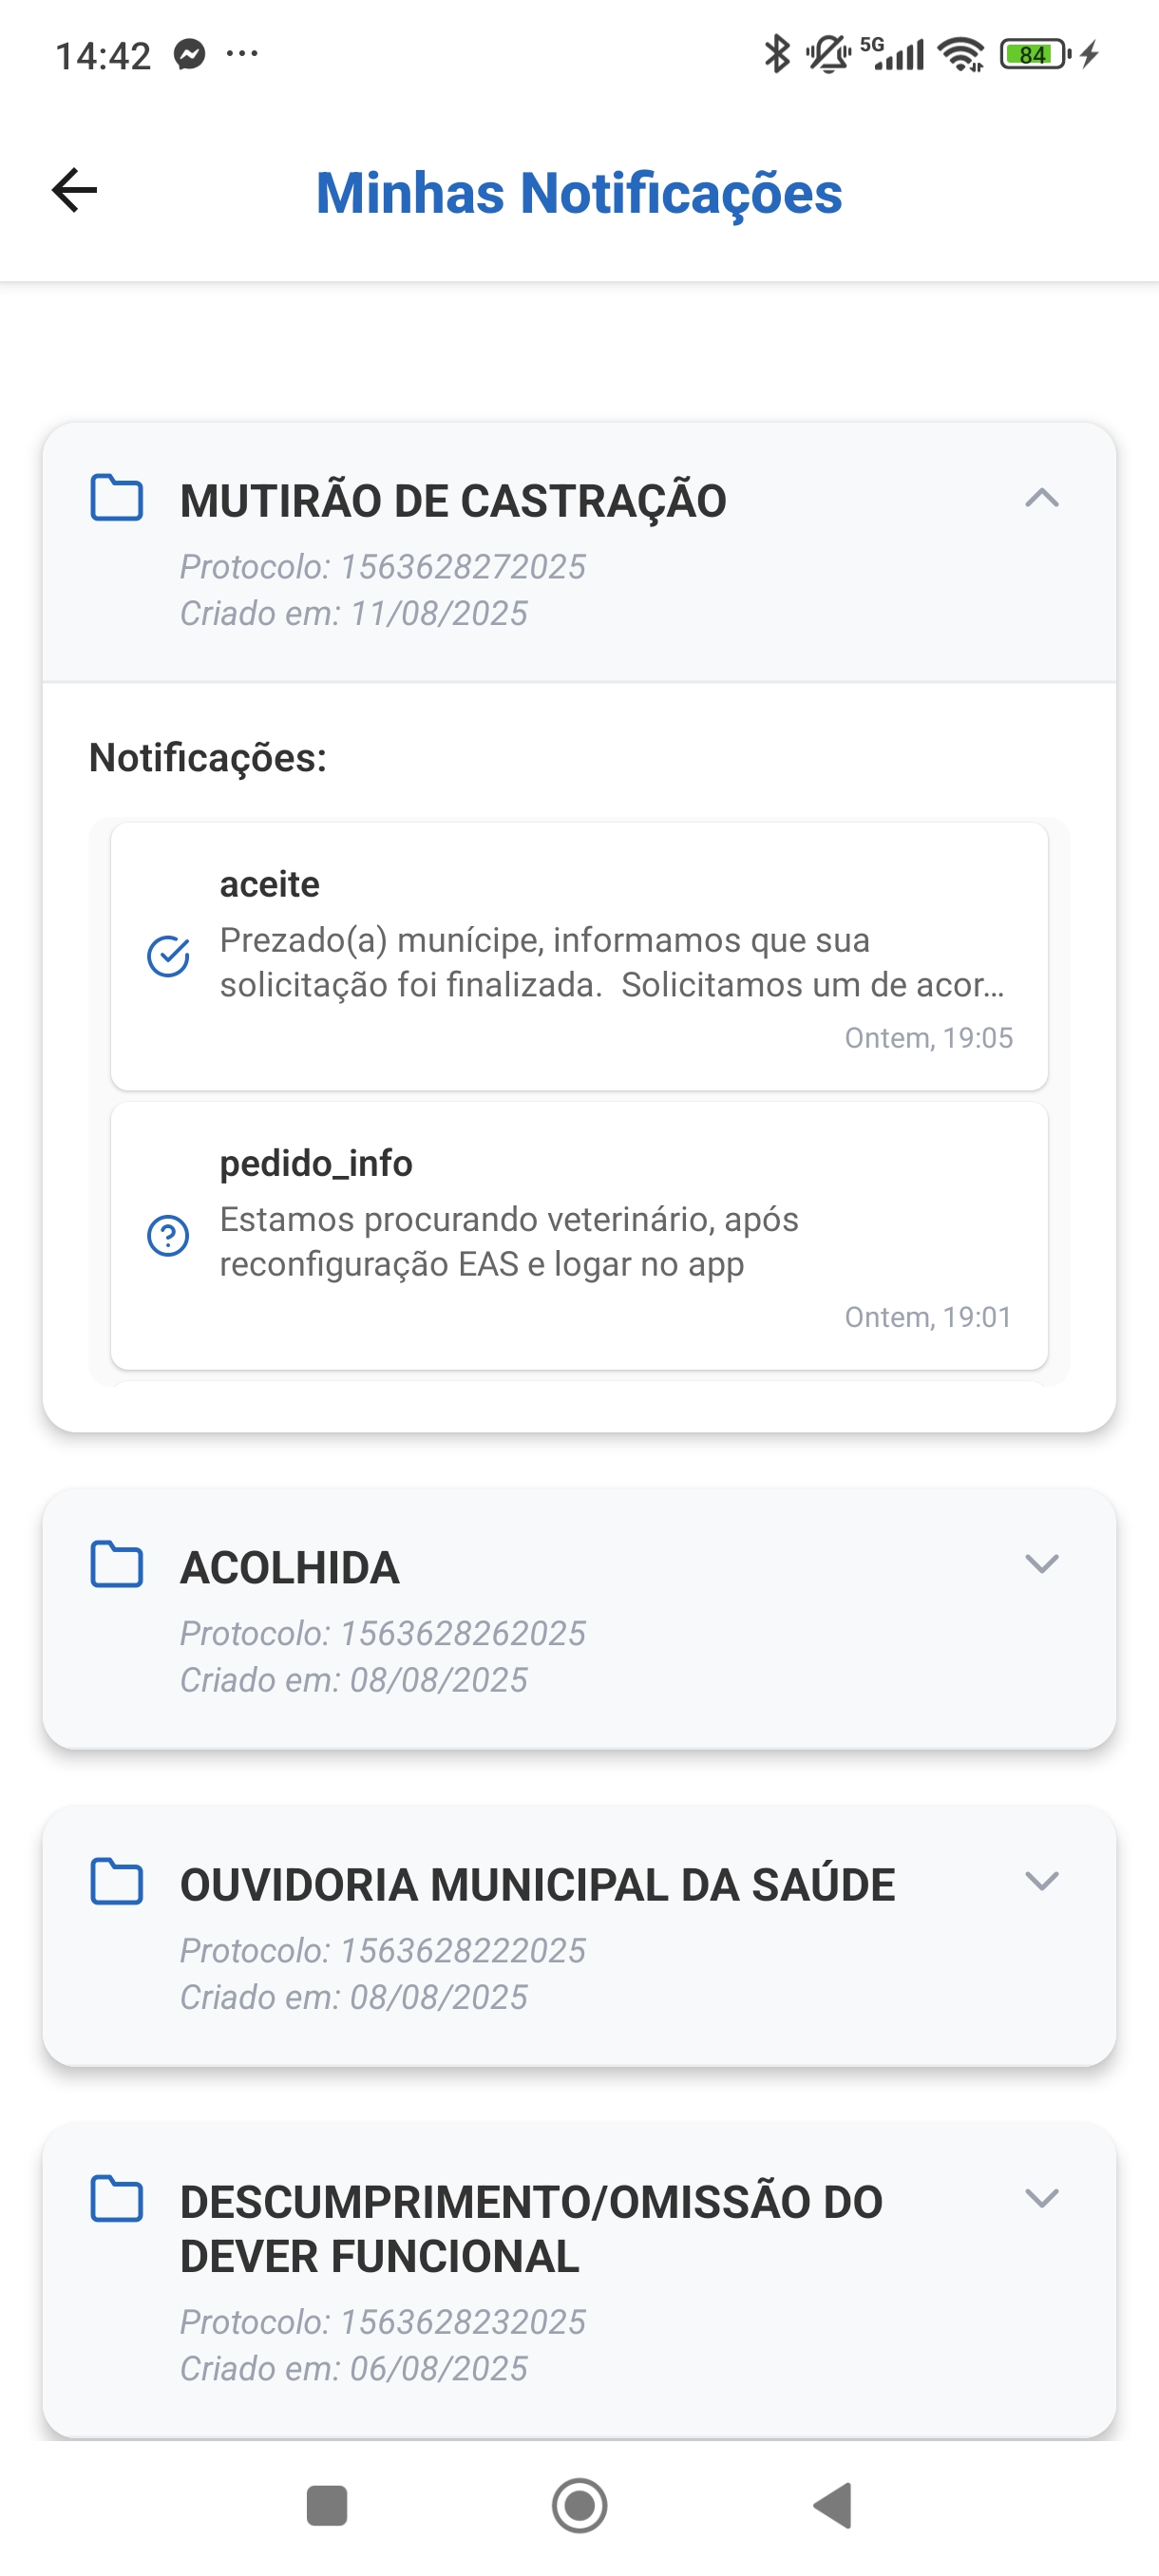 14:42
5G
84
Minhas Notificações
MUTIRÃO DE CASTRAÇÃO
Protocolo: 1563628272025
Criado em: 11/08/2025
Notificações:
aceite
Prezado(a) munícipe, informamos que sua
solicitação foi finalizada.  Solicitamos um de acor...
Ontem, 19:05
pedido_info
Estamos procurando veterinário, após
reconfiguração EAS e logar no app
Ontem, 19:01
ACOLHIDA
Protocolo: 1563628262025
Criado em: 08/08/2025
OUVIDORIA MUNICIPAL DA SAÚDE
Protocolo: 1563628222025
Criado em: 08/08/2025
DESCUMPRIMENTO/OMISSÃO DO
DEVER FUNCIONAL
Protocolo: 1563628232025
Criado em: 06/08/2025